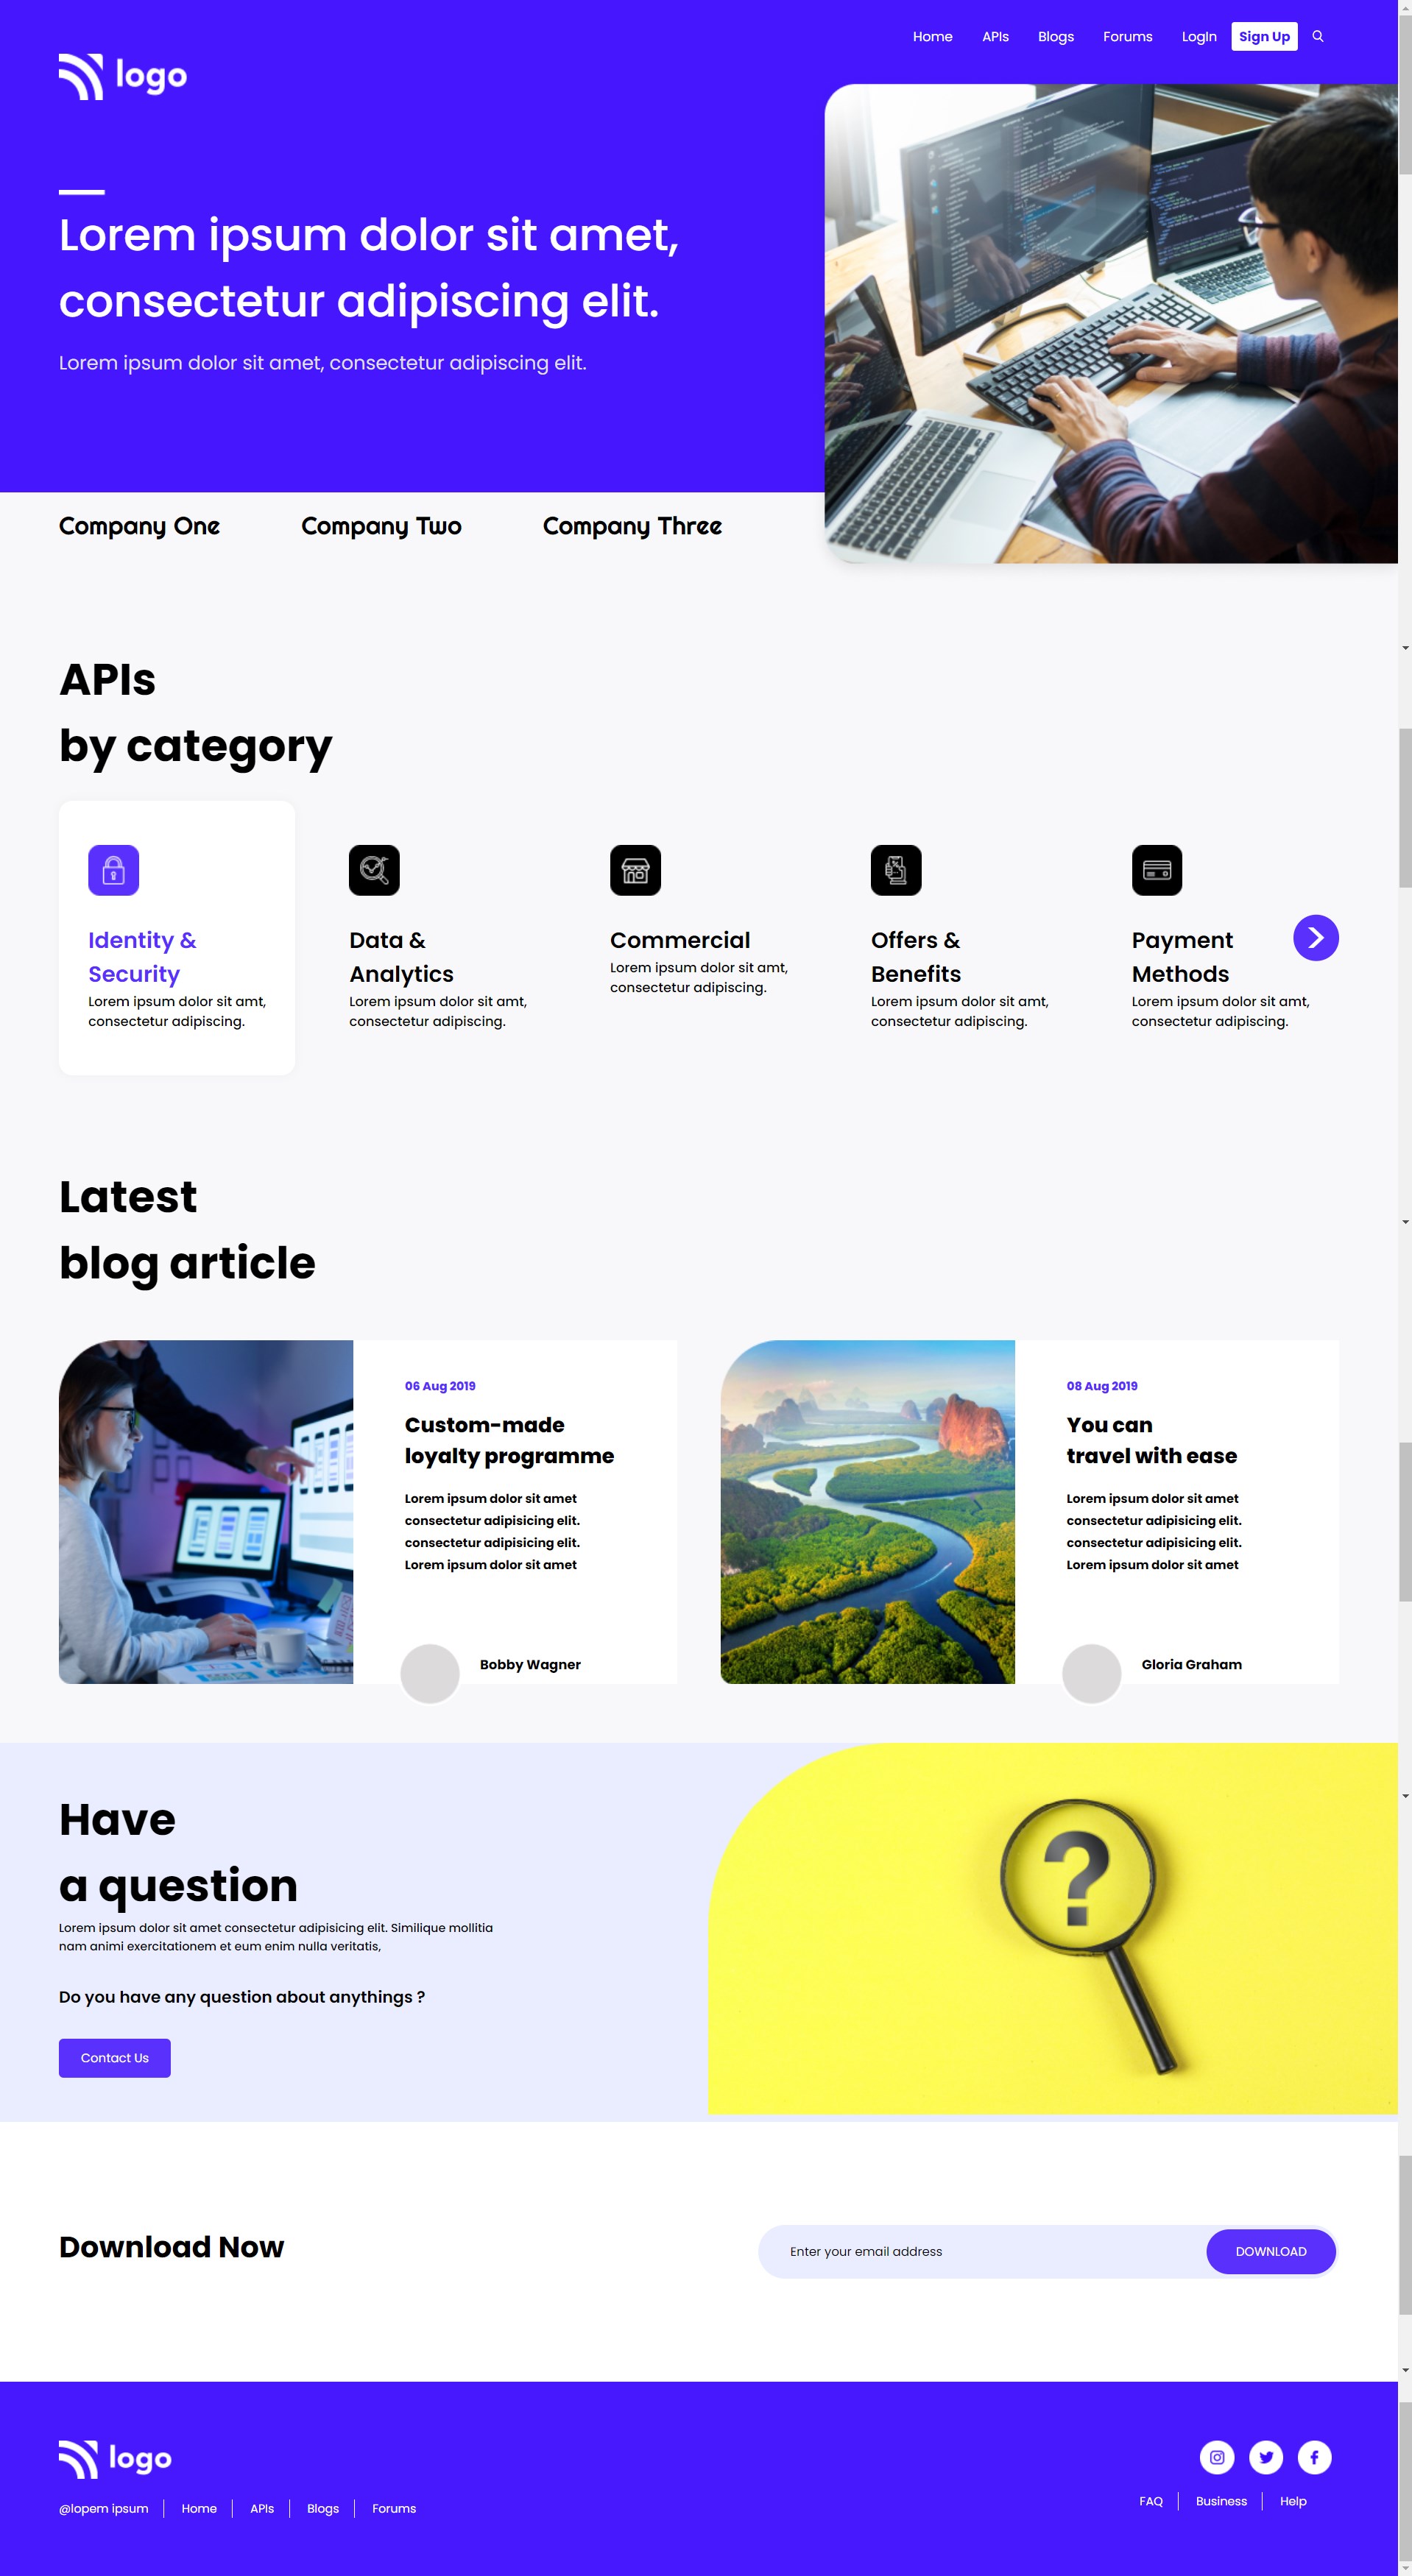 Home APIs Blogs Forums LogIn Sign Up
logo
Lorem ipsum dolor sit amet,
consectetur adipiscing elit.
Lorem ipsum dolor sit amet, consectetur adipiscing elit.
Company One Company Two Company Three
APIs
by category
Identity &
Security
Lorem ipsum dolor sit amt,
consectetur adipiscing.
Data &
Analytics
Lorem ipsum dolor sit amt,
consectetur adipiscing.
Commercial
Lorem ipsum dolor sit amt,
consectetur adipiscing.
Offers &
Benefits
Lorem ipsum dolor sit amt,
consectetur adipiscing.
Payment
Methods
Lorem ipsum dolor sit amt,
consectetur adipiscing.
Latest
blog article
06 Aug 2019
Custom-made
loyalty programme
Lorem ipsum dolor sit amet
consectetur adipisicing elit.
consectetur adipisicing elit.
Lorem ipsum dolor sit amet
Bobby Wagner
08 Aug 2019
You can
travel with ease
Lorem ipsum dolor sit amet
consectetur adipisicing elit.
consectetur adipisicing elit.
Lorem ipsum dolor sit amet
Gloria Graham
Have
a question
Lorem ipsum dolor sit amet consectetur adipisicing elit. Similique mollitia
nam animi exercitationem et eum enim nulla veritatis,
Do you have any question about anythings ?
Contact Us
?
Download Now
Enter your email address
DOWNLOAD
logo
@lopem ipsum Home APIs Blogs Forums
FAQ Business Help